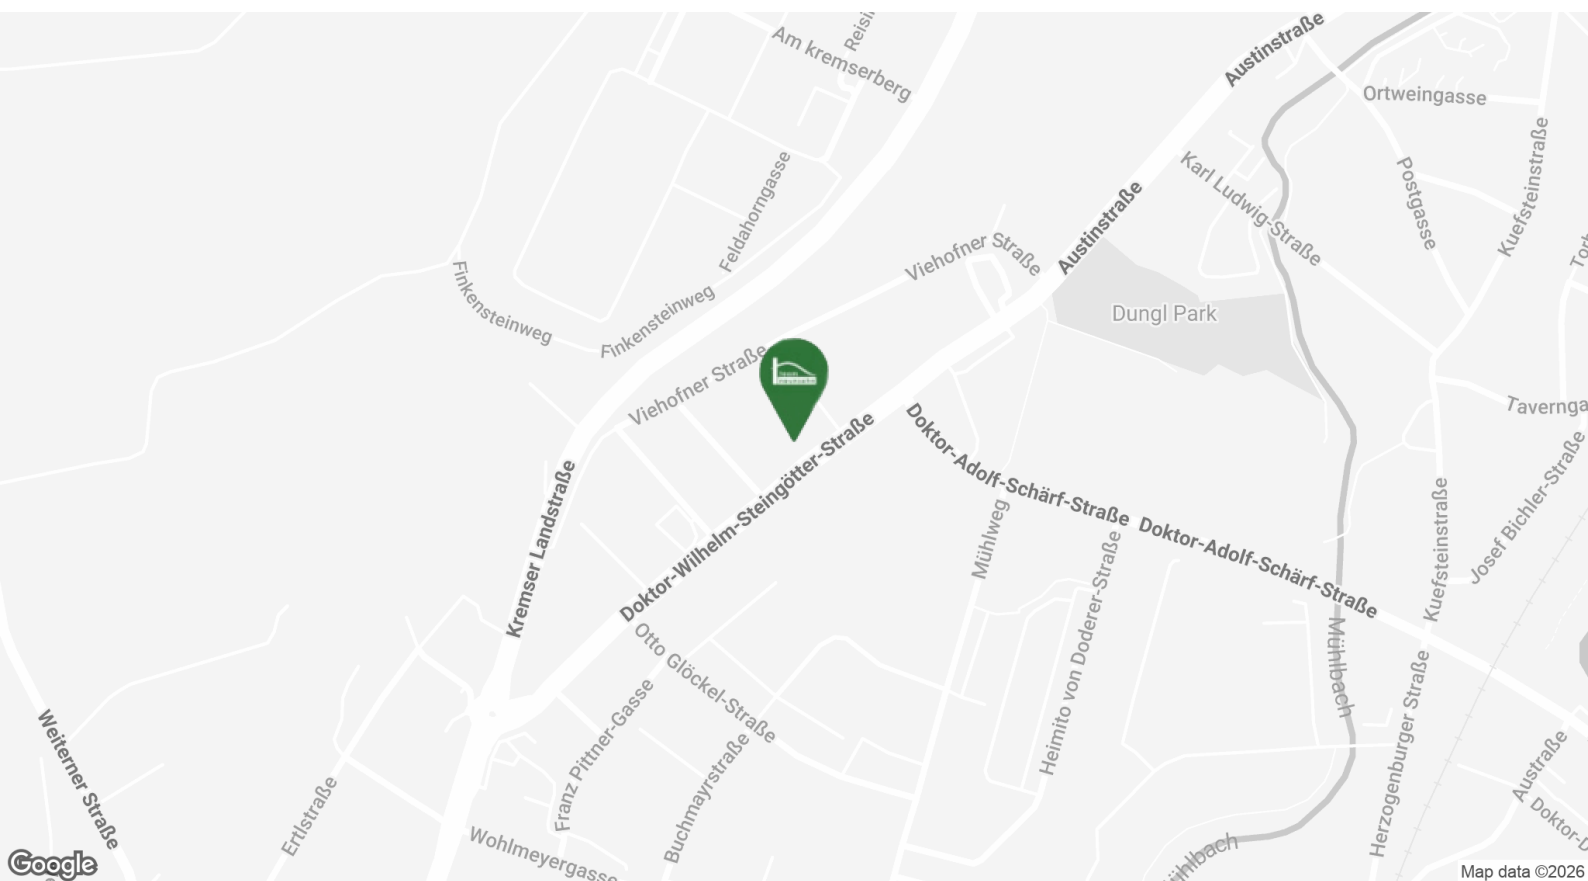 Austinstraße
Am kremserberg
Ortweingasse
Kuefsteinstraße
Karl Ludwig-Straße
Postgasse
Feldahorngasse
Austinstraße
Viehofner Straße
Finkensteinweg
Finkensteinweg
Dungl Park
Viehofner Straße
Doktor-Adolf-Schärf-Straße
Doktor-Adolf-Schärf-Straße
Josef Bichler-Straße
Kremser Landstraße
Doktor-Wilhelm-Steingötter-Straße
Mühlweg
Heimito von Doderer-Straße
Kuefsteinstraße
Mühlbach
Otto Glöckel-Straße
Herzogenburger Straße
Franz Pittner-Gasse
Buchmayrstraße
Weiterner Straße
Ertlstraße
Austraße
Wohlmeyergasse
Google
Map data ©2026